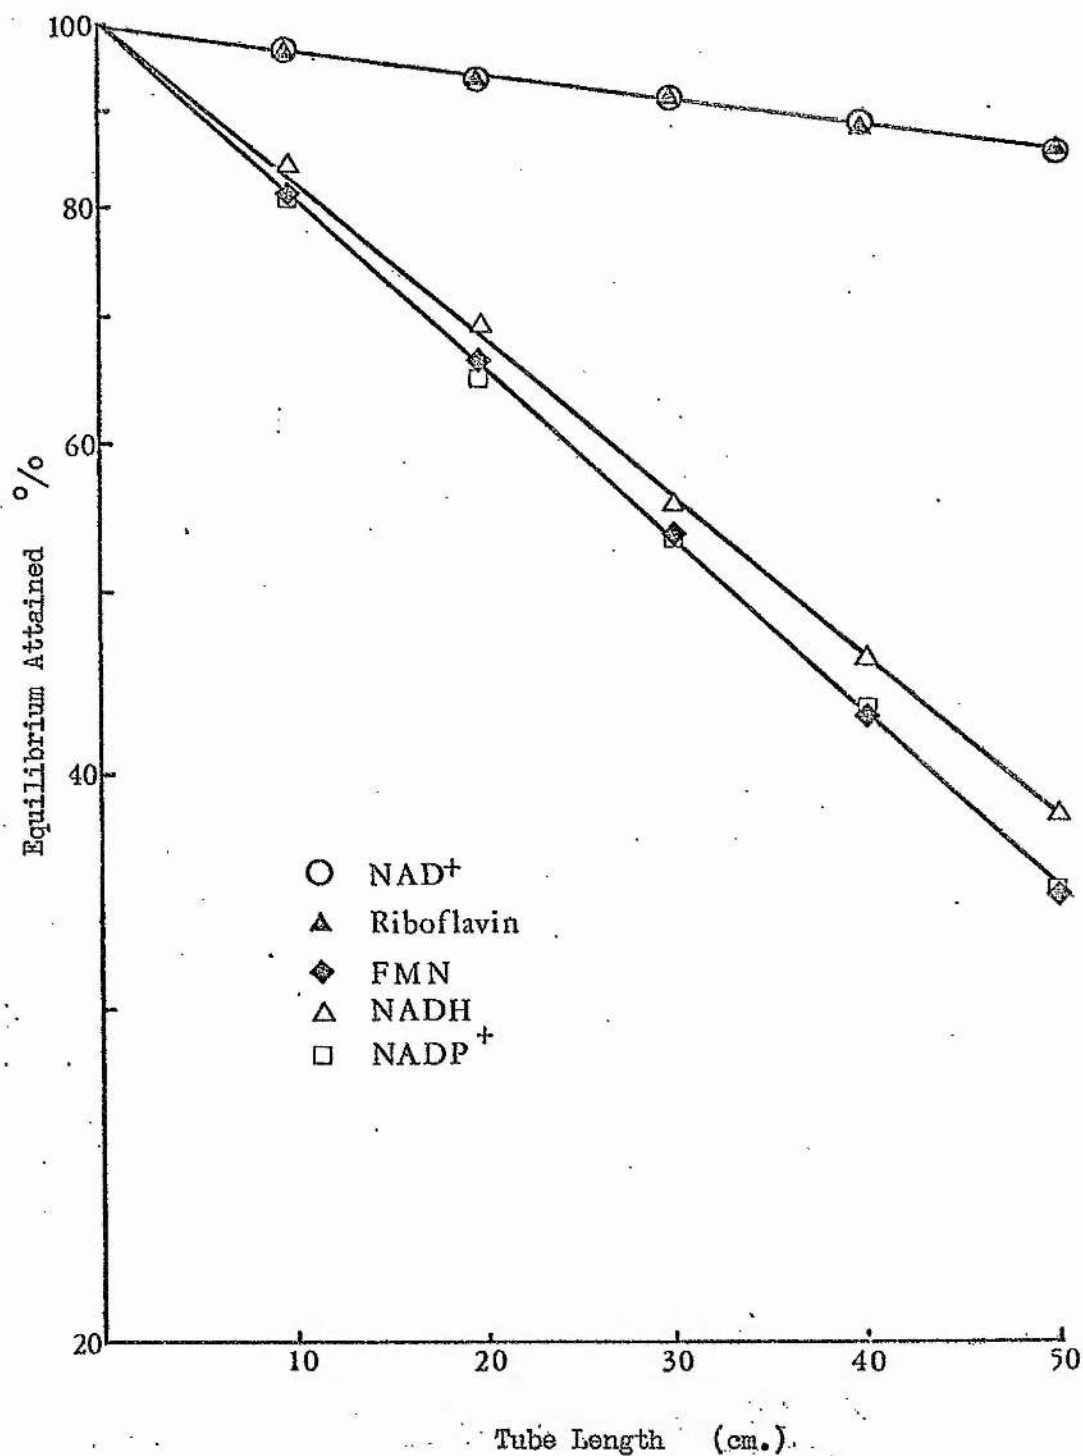 100
80
60
40
20
Equilibrium Attained %
NAD+
Riboflavin
FMN
NADH
NADP+
10 20 30 40 50
Tube Length (cm.)